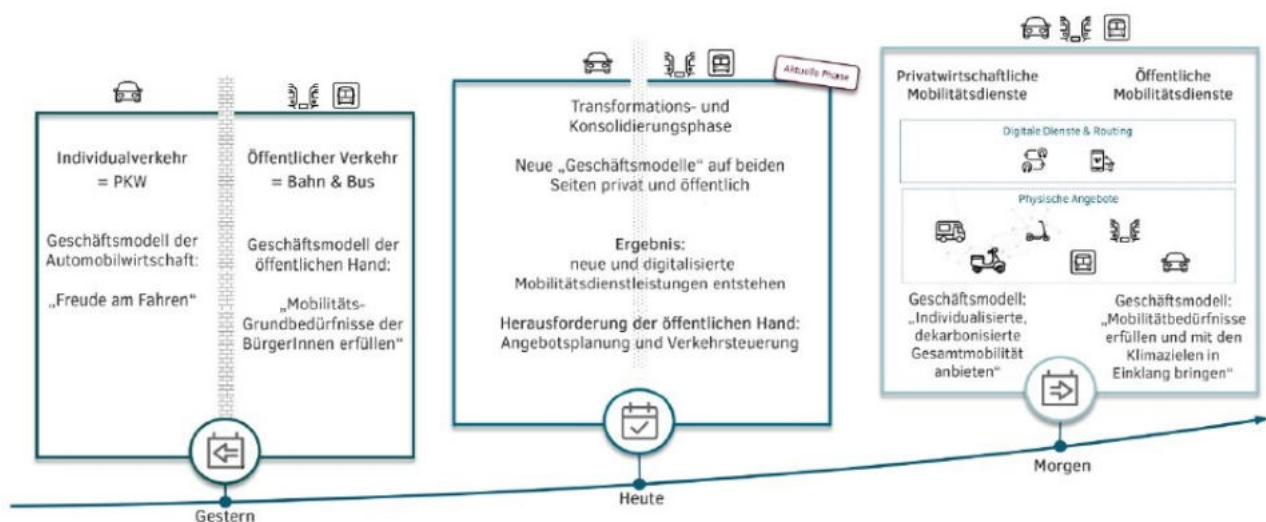 Individualverkehr
= PKW
Geschäftsmodell der
Automobilwirtschaft:
„Freude am Fahren“
Öffentlicher Verkehr
= Bahn & Bus
Geschäftsmodell der
öffentlichen Hand:
„Mobilitäts-
Grundbedürfnisse der
BürgerInnen erfüllen“
Gestern
Aktuelle Phase
Transformations- und
Konsolidierungsphase
Neue „Geschäftsmodelle“ auf beiden
Seiten privat und öffentlich
Ergebnis:
neue und digitalisierte
Mobilitätsdienstleistungen entstehen
Herausforderung der öffentlichen Hand:
Angebotsplanung und Verkehrsteuerung
Heute
Privatwirtschaftliche
Mobilitätsdienste
Öffentliche
Mobilitätsdienste
Digitale Dienste & Routing
Physische Angebote
Geschäftsmodell:
„Individualisierte,
dekarbonisierte
Gesamtmobilität
anbieten“
Geschäftsmodell:
„Mobilitätbedürfnisse
erfüllen und mit den
Klimazielen in
Einklang bringen“
Morgen